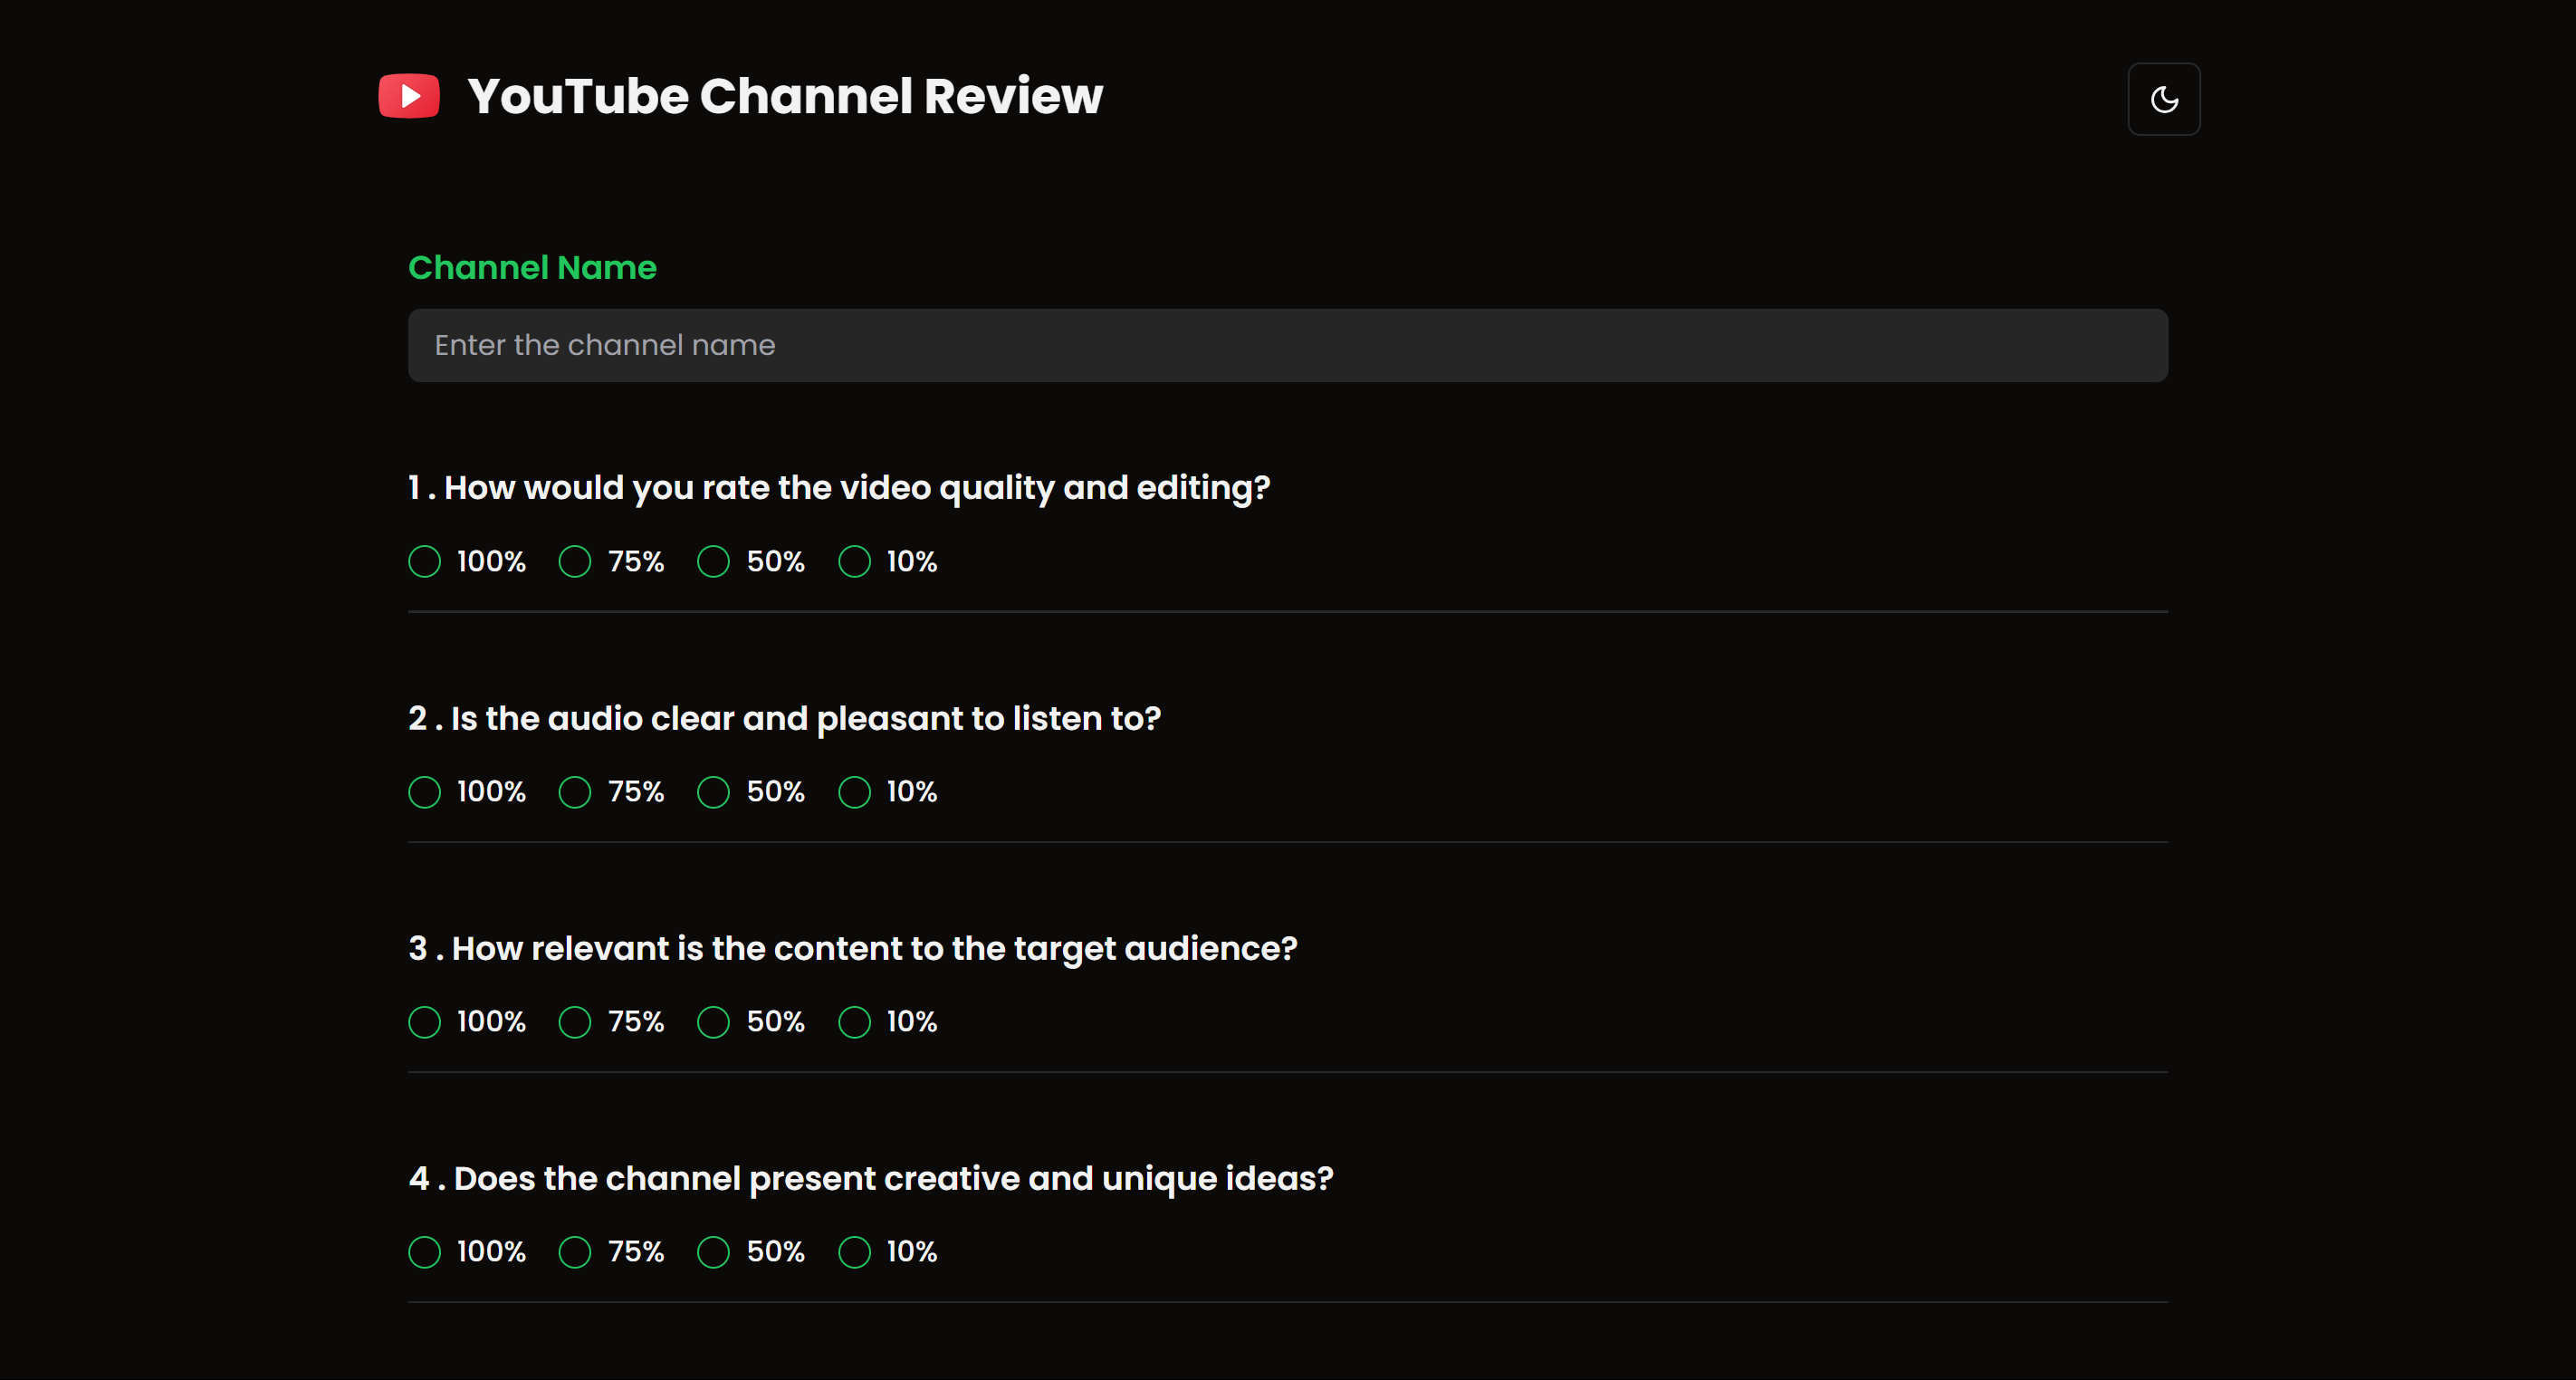 YouTube Channel Review
Channel Name
Enter the channel name
1 . How would you rate the video quality and editing?
100% 75% 50% 10%
2 . Is the audio clear and pleasant to listen to?
100% 75% 50% 10%
3 . How relevant is the content to the target audience?
100% 75% 50% 10%
4 . Does the channel present creative and unique ideas?
100% 75% 50% 10%